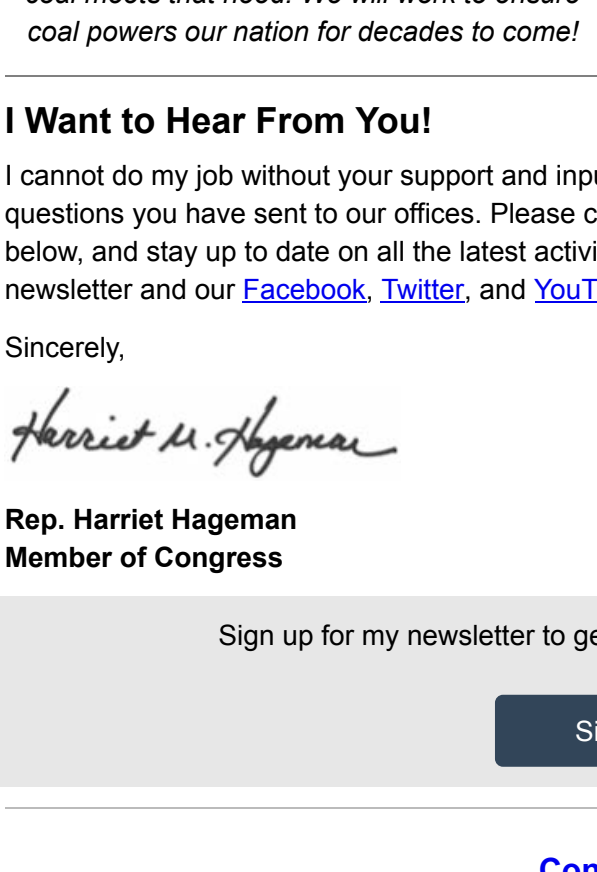 coal meets that need! We will work to ensure
coal powers our nation for decades to come!
I Want to Hear From You!
I cannot do my job without your support and inpu
questions you have sent to our offices. Please c
below, and stay up to date on all the latest activi
newsletter and our Facebook, Twitter, and YouT
Sincerely,
Harriet M. Hageman
Rep. Harriet Hageman
Member of Congress
Sign up for my newsletter to ge
Si
Con